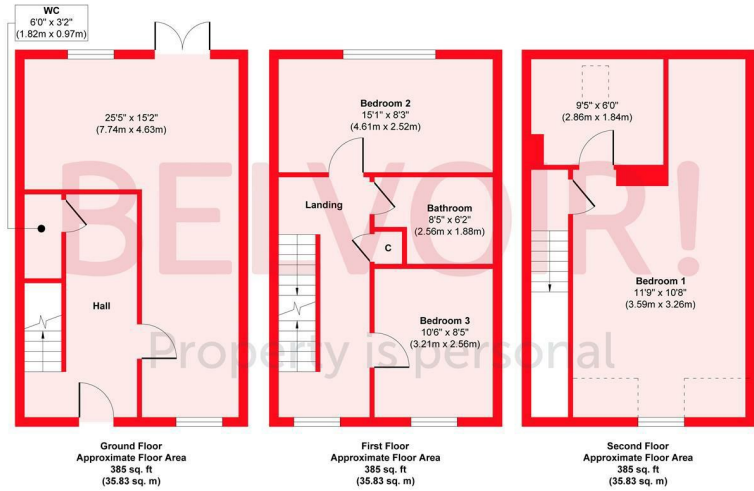 WC
6'0" x 3'2"
(1.82m x 0.97m)
25'5" x 15'2"
(7.74m x 4.63m)
Hall
Ground Floor
Approximate Floor Area
385 sq. ft
(35.83 sq. m)
Bedroom 2
15'1" x 8'3"
(4.61m x 2.52m)
Landing
Bathroom
8'5" x 6'2"
(2.56m x 1.88m)
C
Bedroom 3
10'6" x 8'5"
(3.21m x 2.56m)
First Floor
Approximate Floor Area
385 sq. ft
(35.83 sq. m)
9'5" x 6'0"
(2.86m x 1.84m)
Bedroom 1
11'9" x 10'8"
(3.59m x 3.26m)
Second Floor
Approximate Floor Area
385 sq. ft
(35.83 sq. m)
BELVOIR!
Property is personal